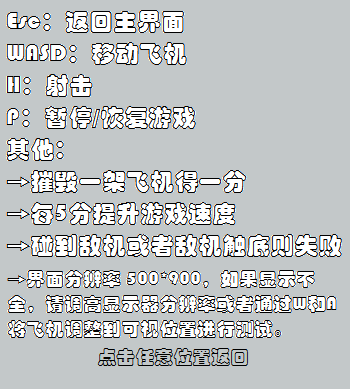 Esc：返回主界面
WASD：移动飞机
H：射击
P：暂停/恢复游戏
其他：
→摧毁一架飞机得一分
→每5分提升游戏速度
→碰到敌机或者敌机触底则失败
→界面分辨率 500*900，如果显示不
全，请调高显示器分辨率或者通过W和A
将飞机调整到可视位置进行测试。
点击任意位置返回